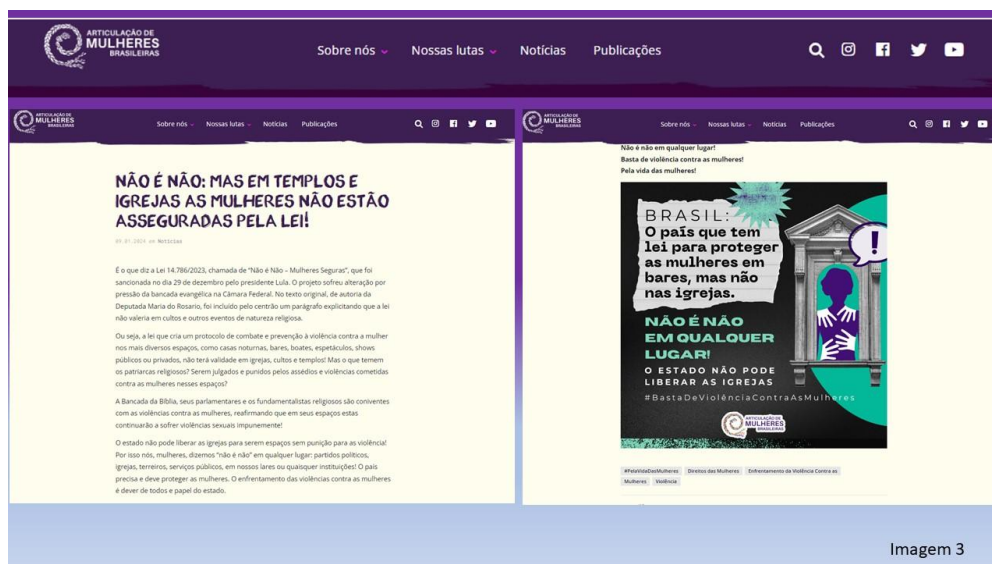 ARTICULAÇÃO DE
MULHERES
BRASILEIRAS
Sobre nós
Nossas lutas
Notícias
Publicações
ARTICULAÇÃO DE
MULHERES
BRASILEIRAS
Sobre nós
Nossas lutas
Notícias
Publicações
NÃO É NÃO: MAS EM TEMPLOS E
IGREJAS AS MULHERES NÃO ESTÃO
ASSEGURADAS PELA LEI!
em Notícias
É o que diz a Lei 14.786/2023, chamada de “Não é Não – Mulheres Seguras”, que foi
sancionada no dia 29 de dezembro pelo presidente Lula. O projeto sofreu alteração por
pressão da bancada evangélica na Câmara Federal. No texto original, de autoria da
Deputada Maria do Rosario, foi incluído pelo centrão um parágrafo explicitando que a lei
não valeria em cultos e outros eventos de natureza religiosa.
Ou seja, a lei que cria um protocolo de combate e prevenção à violência contra a mulher
nos mais diversos espaços, como casas noturnas, bares, boates, espetáculos, shows
públicos ou privados, não terá validade em igrejas, cultos e templos! Mas o que temem
os patriarcas religiosos? Serem julgados e punidos pelos assédios e violências cometidas
contra as mulheres nesses espaços?
A Bancada da Bíblia, seus parlamentares e os fundamentalistas religiosos são coniventes
com as violências contra as mulheres, reafirmando que em seus espaços estas
continuarão a sofrer violências sexuais impunemente!
O estado não pode liberar as igrejas para serem espaços sem punição para as violência!
Por isso nós, mulheres, dizemos “não é não” em qualquer lugar: partidos políticos,
igrejas, terreiros, serviços públicos, em nossos lares ou quaisquer instituições! O país
precisa e deve proteger as mulheres. O enfrentamento das violências contra as mulheres
é dever de todos e papel do estado.
ARTICULAÇÃO DE
MULHERES
BRASILEIRAS
Sobre nós
Nossas lutas
Notícias
Publicações
Não é não em qualquer lugar!
Basta de violência contra as mulheres!
Pela vida das mulheres!
BRASIL:
O país que tem
lei para proteger
as mulheres em
bares, mas não
nas igrejas.
NÃO É NÃO
EM QUALQUER
LUGAR!
O ESTADO NÃO PODE
LIBERAR AS IGREJAS
#BastaDeViolênciaContraAsMulheres
ARTICULAÇÃO DE
MULHERES
BRASILEIRAS
#PelaVidaDasMulheres
Direitos das Mulheres
Enfrentamento da Violência Contra as
Mulheres
Violência
Imagem 3